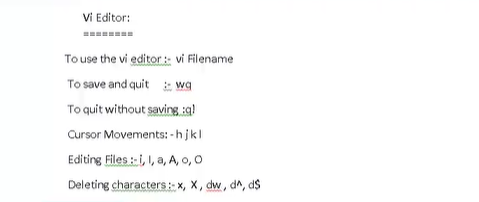 Vi Editor:
========
To use the vi editor :- vi Filename
To save and quit :- wq
To quit without saving :q!
Cursor Movements: - h j k l
Editing Files :- i, I, a, A, o, O
Deleting characters :- x, X , dw , d^, d$